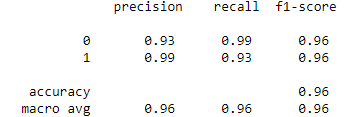 precision recall f1-score
0 0.93 0.99 0.96
1 0.99 0.93 0.96
accuracy 0.96
macro avg 0.96 0.96 0.96